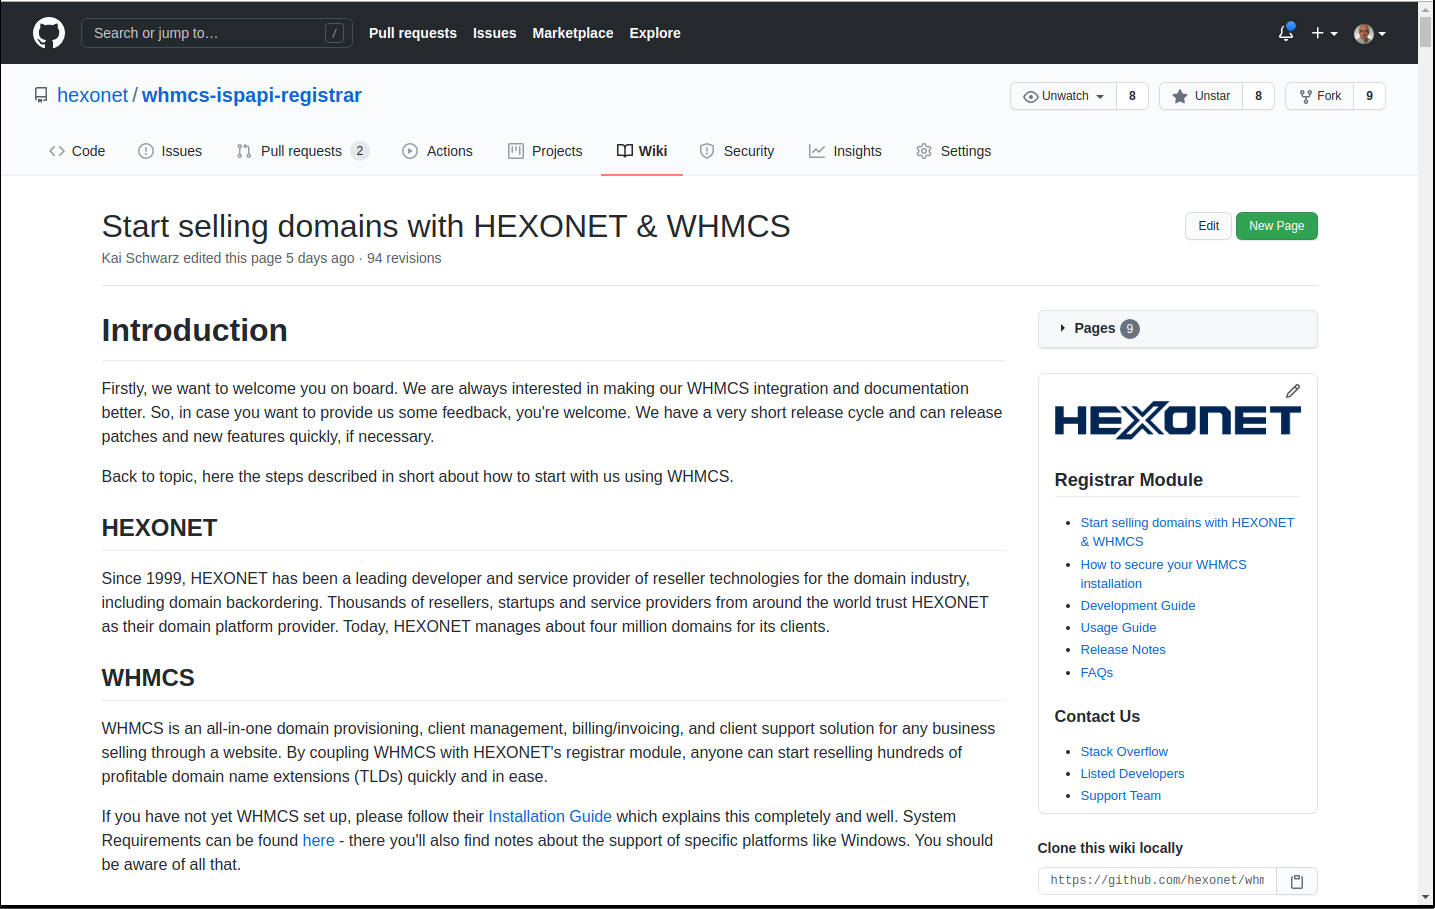 Search or jump to…
/
Pull requests
Issues
Marketplace
Explore
hexonet / whmcs-ispapi-registrar
Unwatch 8
Unstar 8
Fork 9
Code
Issues
Pull requests 2
Actions
Projects
Wiki
Security
Insights
Settings
Start selling domains with HEXONET & WHMCS
Edit
New Page
Kai Schwarz edited this page 5 days ago · 94 revisions
Introduction
Firstly, we want to welcome you on board. We are always interested in making our WHMCS integration and documentation
better. So, in case you want to provide us some feedback, you're welcome. We have a very short release cycle and can release
patches and new features quickly, if necessary.
Back to topic, here the steps described in short about how to start with us using WHMCS.
HEXONET
Since 1999, HEXONET has been a leading developer and service provider of reseller technologies for the domain industry,
including domain backordering. Thousands of resellers, startups and service providers from around the world trust HEXONET
as their domain platform provider. Today, HEXONET manages about four million domains for its clients.
WHMCS
WHMCS is an all-in-one domain provisioning, client management, billing/invoicing, and client support solution for any business
selling through a website. By coupling WHMCS with HEXONET's registrar module, anyone can start reselling hundreds of
profitable domain name extensions (TLDs) quickly and in ease.
If you have not yet WHMCS set up, please follow their Installation Guide which explains this completely and well. System
Requirements can be found here - there you'll also find notes about the support of specific platforms like Windows. You should
be aware of all that.
Pages 9
HEXONET
Registrar Module
Start selling domains with HEXONET
& WHMCS
How to secure your WHMCS
installation
Development Guide
Usage Guide
Release Notes
FAQs
Contact Us
Stack Overflow
Listed Developers
Support Team
Clone this wiki locally
https://github.com/hexonet/whm